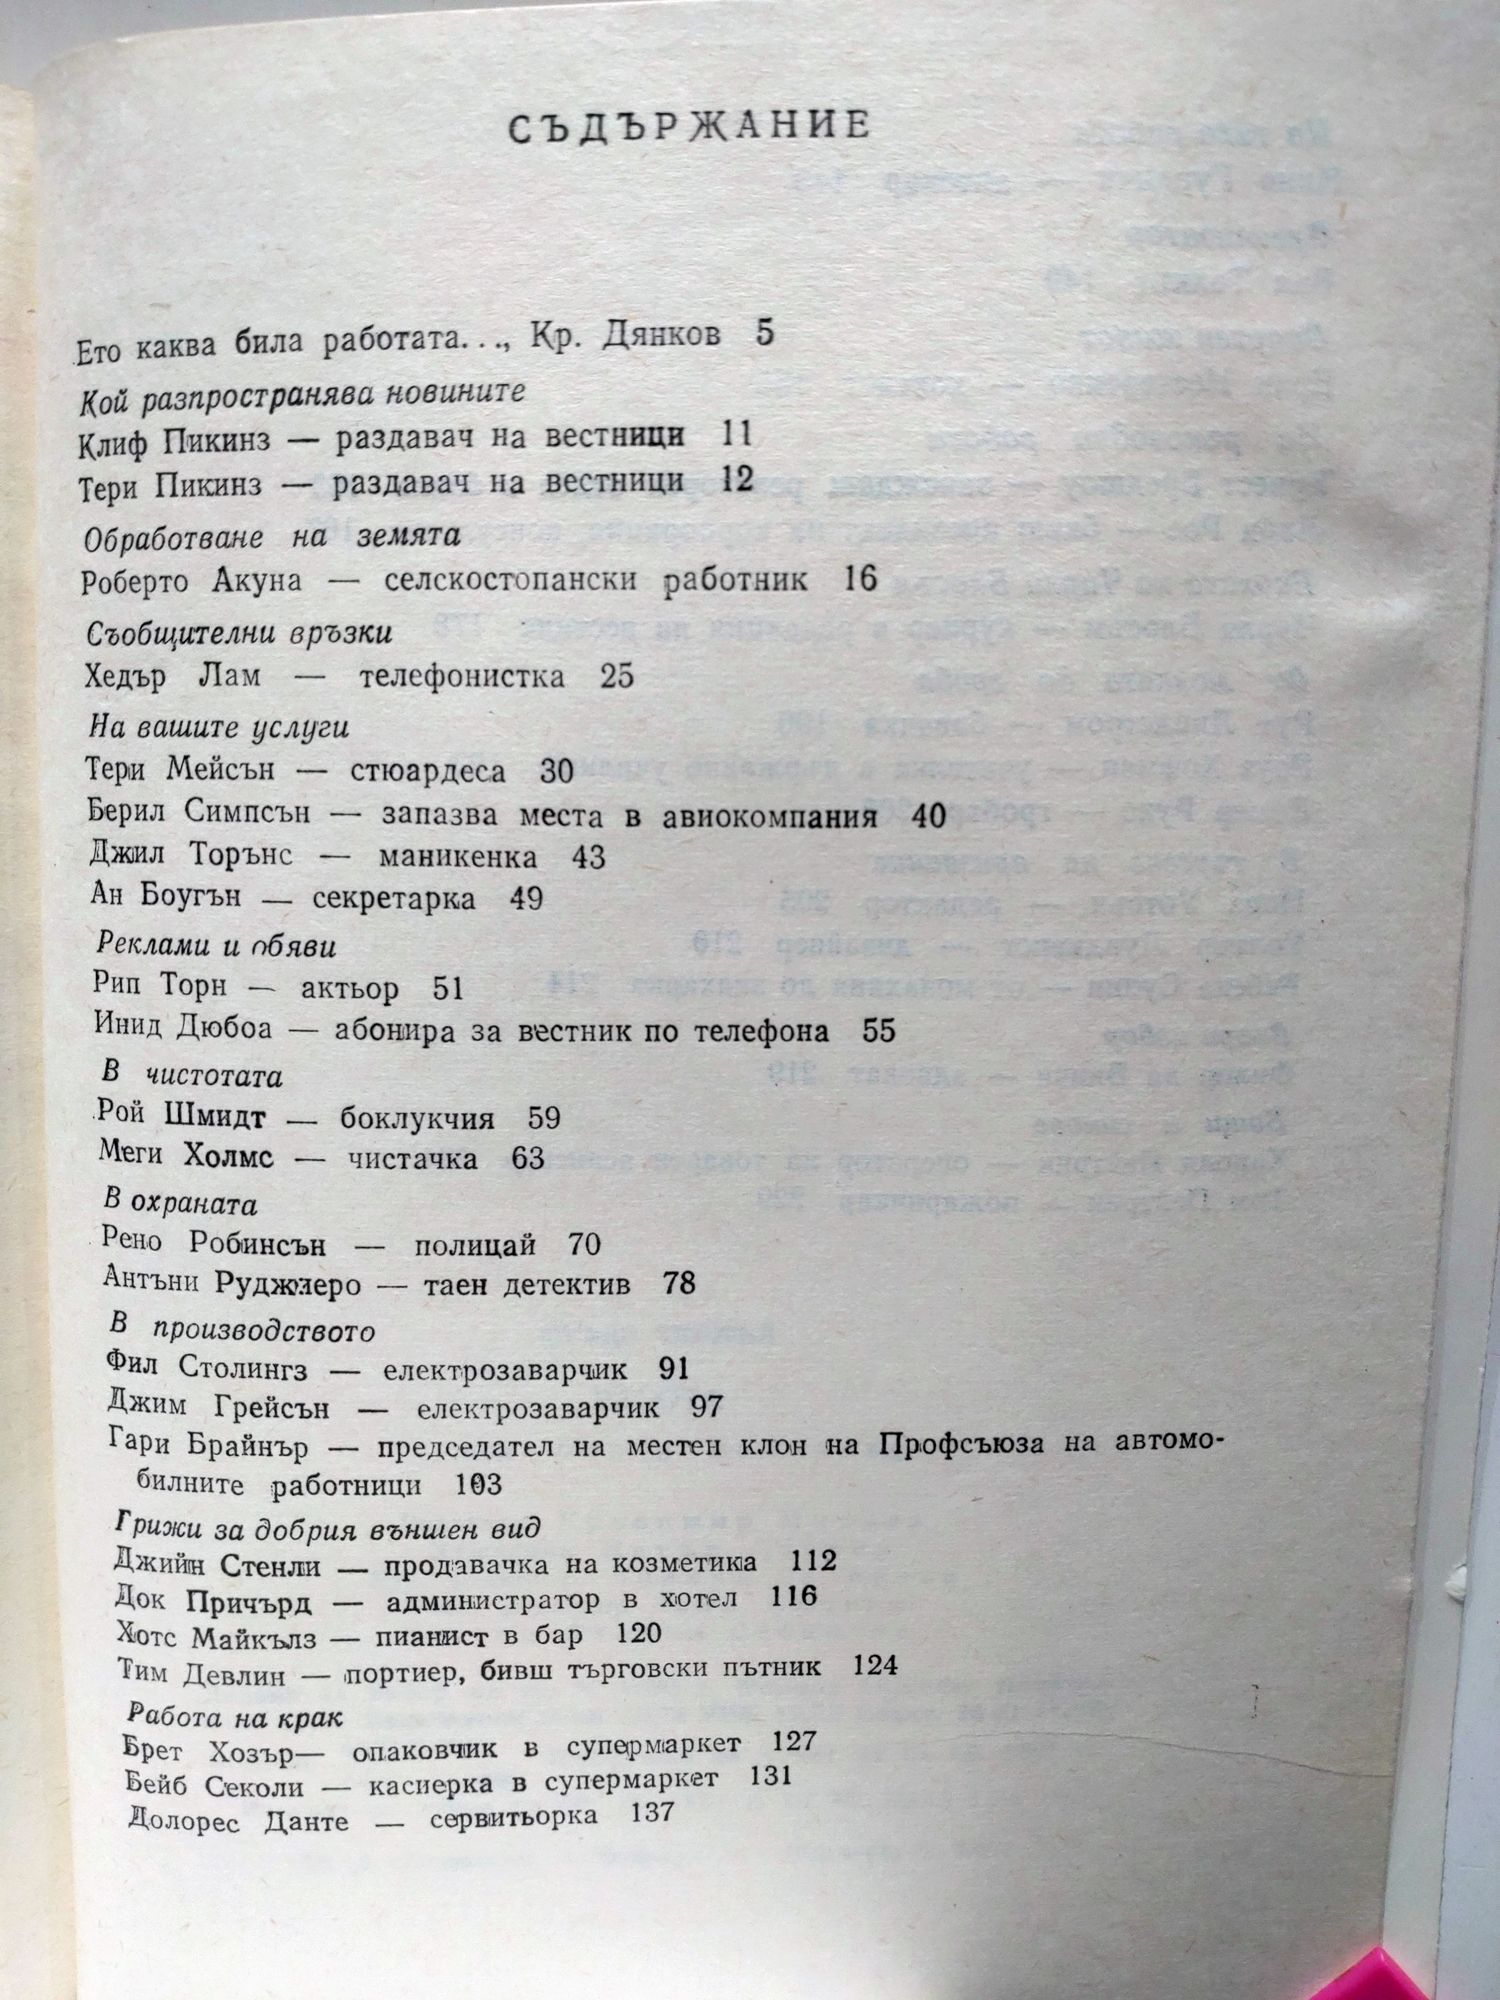 СЪДЪРЖАНИЕ
Ето каква била работата..., Кр. Дянков 5
Кой разпространява новините
Клиф Пикинз — раздавач на вестници 11
Тери Пикинз — раздавач на вестници 12
Обработване на земята
Роберто Акуна — селскостопански работник 16
Съобщителни връзки
Хедър Лам — телефонистка 25
На вашите услуги
Тери Мейсън — стюардеса 30
Берил Симпсън — запазва места в авиокомпания 40
Джил Торънс — маникенка 43
Ан Боугън — секретарка 49
Реклами и обяви
Рип Торн — актьор 51
Инид Дюбоа — абонира за вестник по телефона 55
В чистотата
Рой Шмидт — боклукчия 59
Меги Холмс — чистачка 63
В охраната
Рено Робинсън — полицай 70
Антъни Руджиеро — таен детектив 78
В производството
Фил Столингз — електрозаварчик 91
Джим Грейсън — електрозаварчик 97
Гари Брайнър — председател на местен клон на Профсъюза на автомо-
билните работници 103
Грижи за добрия външен вид
Джийн Стенли — продавачка на козметика 112
Док Причърд — администратор в хотел 116
Хотс Майкълз — пианист в бар 120
Тим Девлин — портиер, бивш търговски пътник 124
Работа на крак
Брет Хозър— опаковчик в супермаркет 127
Бейб Секоли — касиерка в супермаркет 131
Долорес Данте — сервитьорка 137